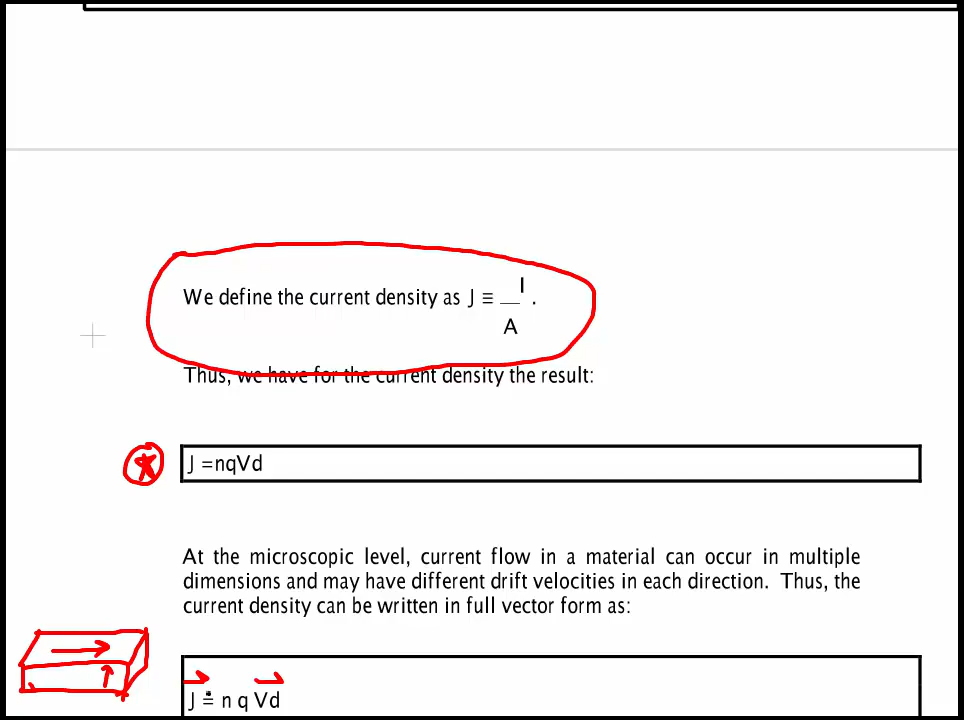 We define the current density as J ≡ I .
A
Thus, we have for the current density the result:
J =nqVd
At the microscopic level, current flow in a material can occur in multiple
dimensions and may have different drift velocities in each direction. Thus, the
current density can be written in full vector form as:
J = n q Vd